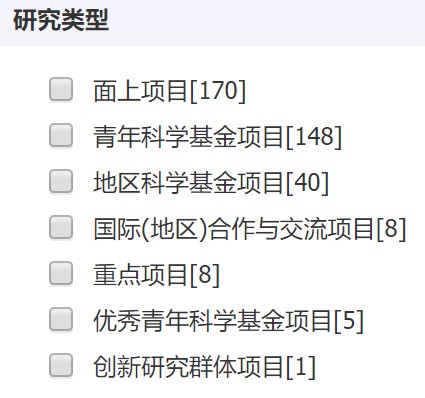 研究类型
面上项目[170]
青年科学基金项目[148]
地区科学基金项目[40]
国际(地区)合作与交流项目[8]
重点项目[8]
优秀青年科学基金项目[5]
创新研究群体项目[1]